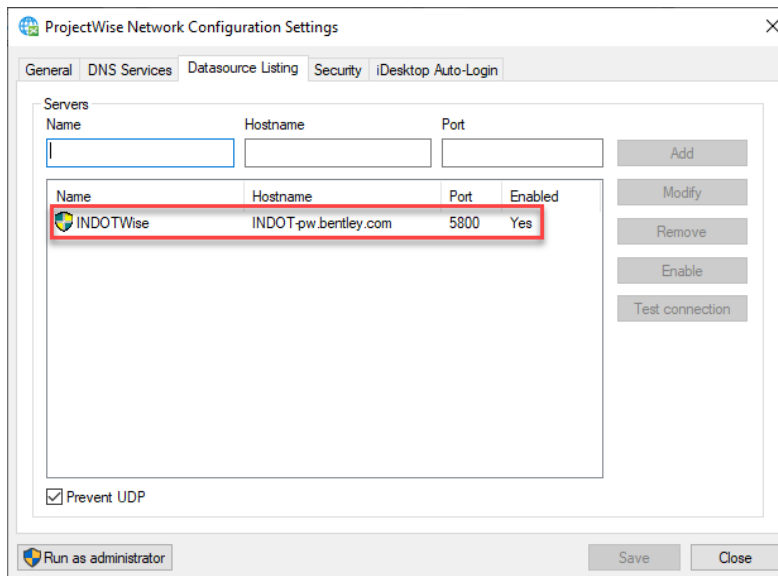 ProjectWise Network Configuration Settings
General DNS Services Datasource Listing Security iDesktop Auto-Login
Servers
Name Hostname Port
Add
Name Hostname Port Enabled
Modify
INDOTWise INDOT-pw.bentley.com 5800 Yes
Remove
Enable
Test connection
Prevent UDP
Run as administrator Save Close